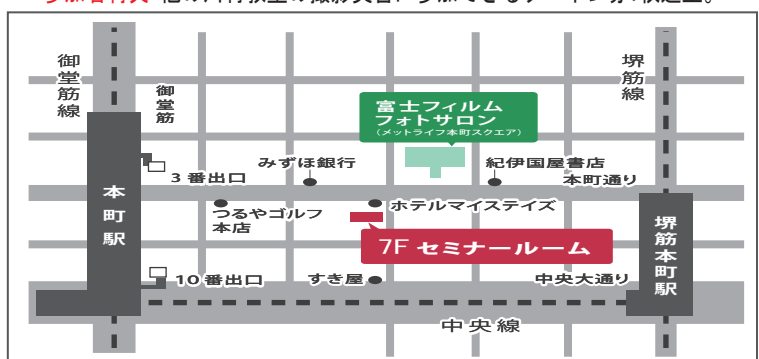 御堂筋線
御堂筋
堺筋線
富士フィルム
フォトサロン
(メットライフ本町スクエア)
みずほ銀行
紀伊国屋書店
3番出口
本町通り
本町駅
つるやゴルフ
本店
ホテルマイステイズ
7F セミナールーム
堺筋本町駅
10番出口
すき屋
中央大通り
中央線